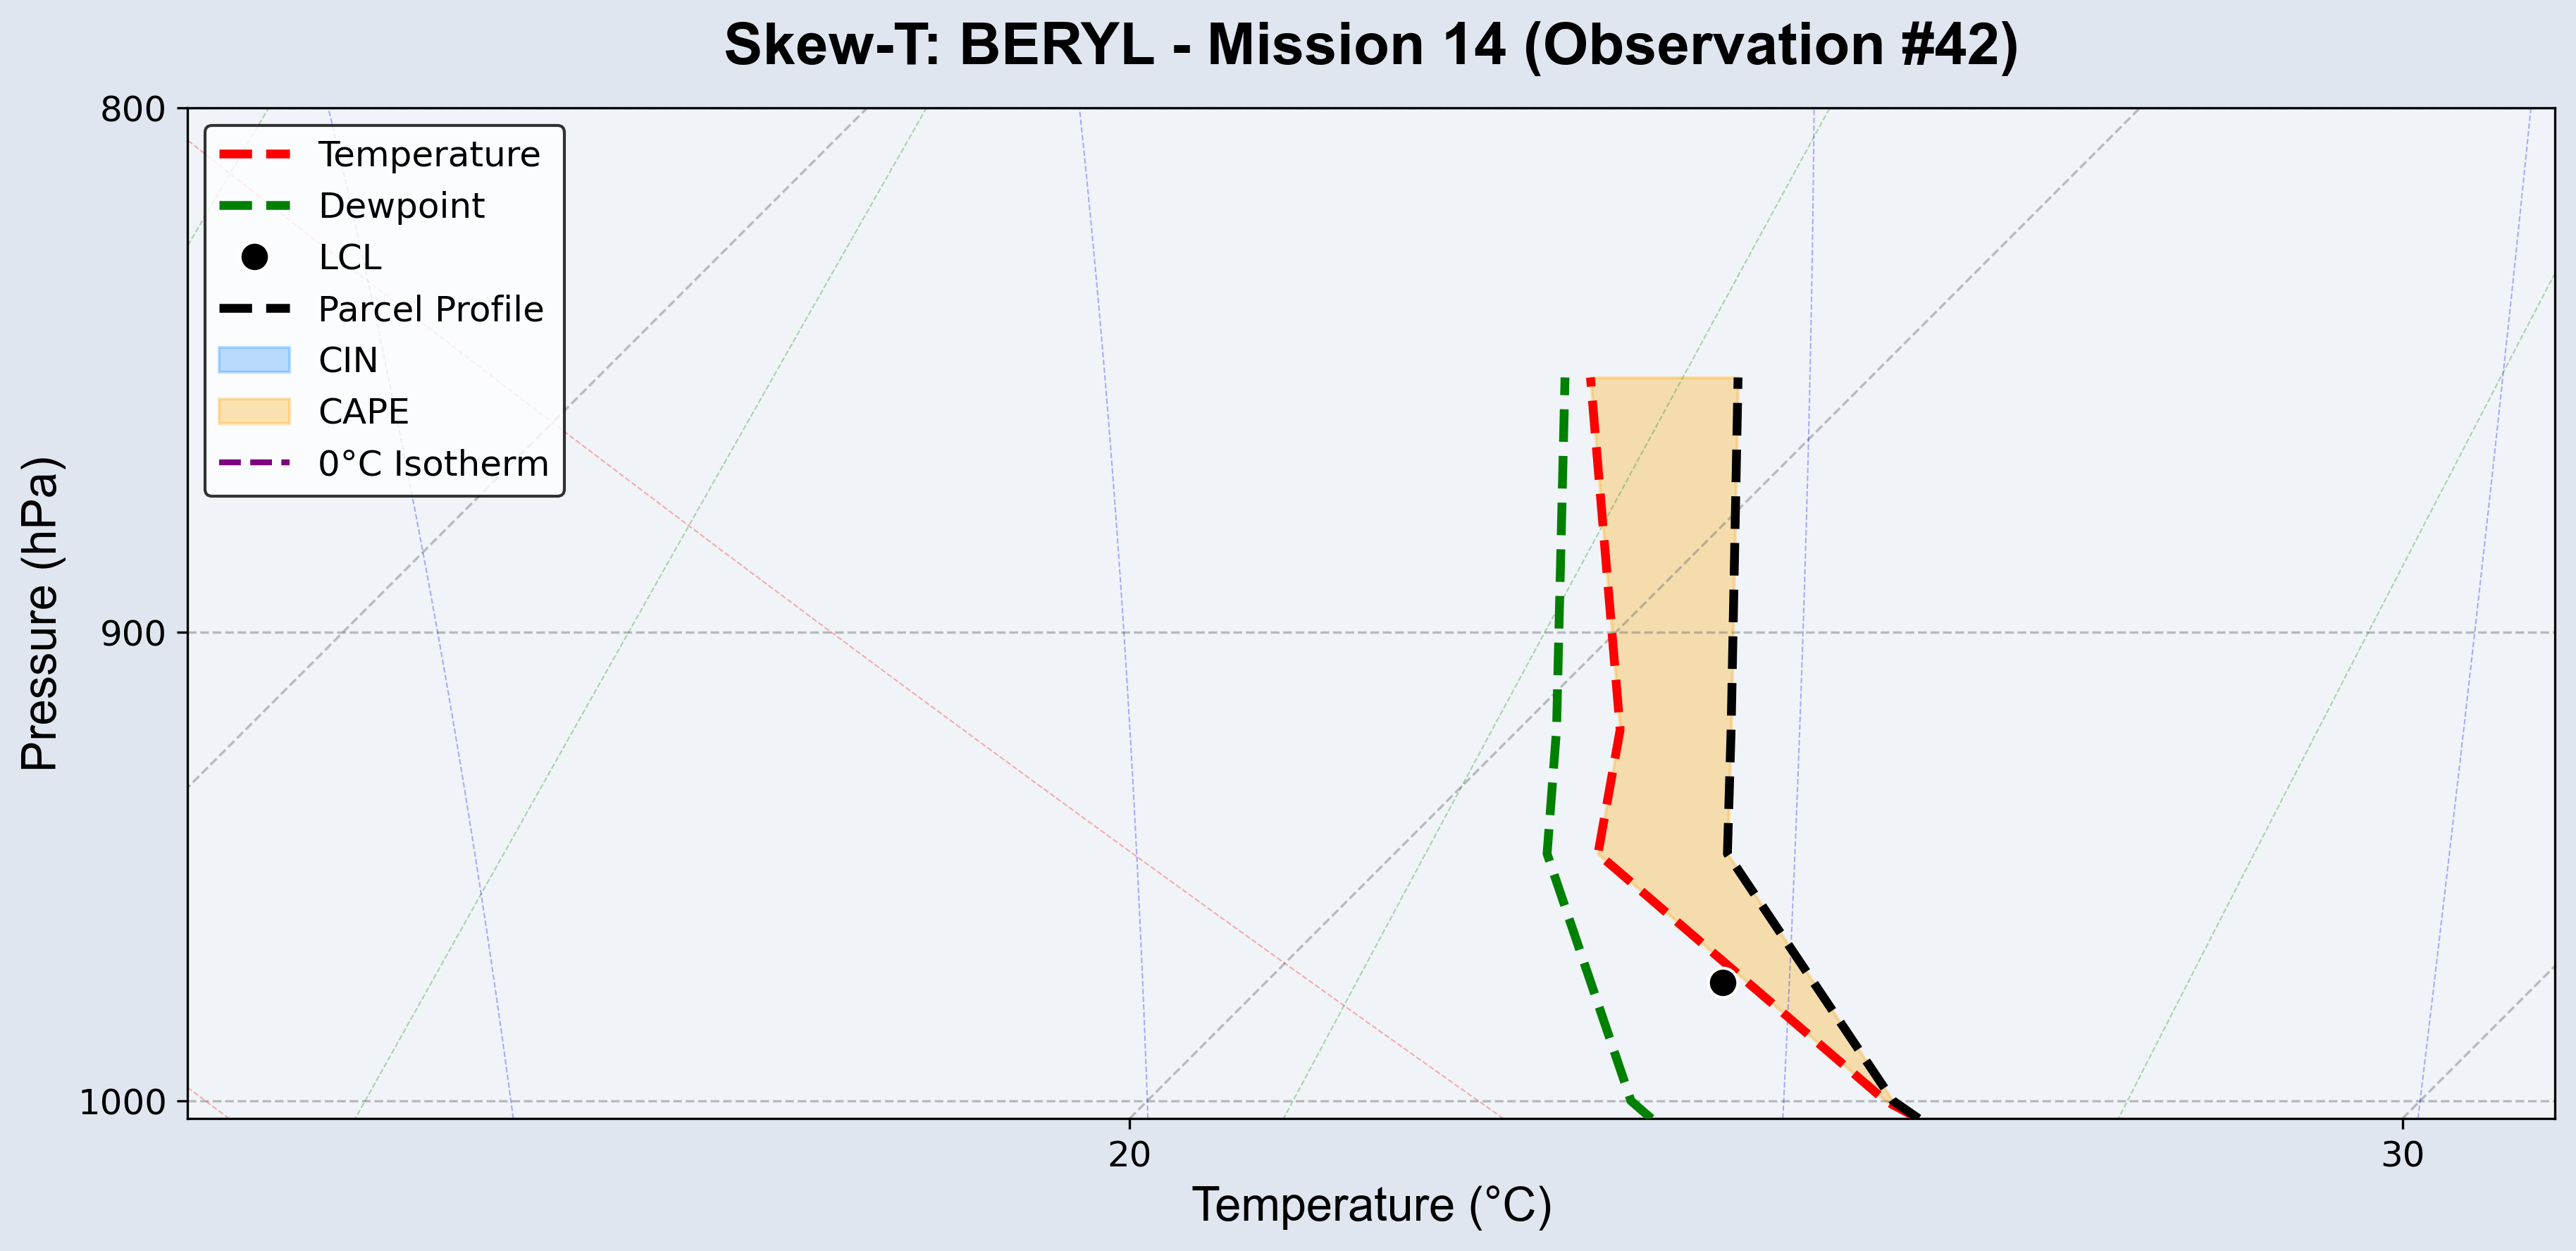 Skew-T: BERYL - Mission 14 (Observation #42)
800
900
1000
Pressure (hPa)
Temperature
Dewpoint
LCL
Parcel Profile
CIN
CAPE
0°C Isotherm
20
30
Temperature (°C)